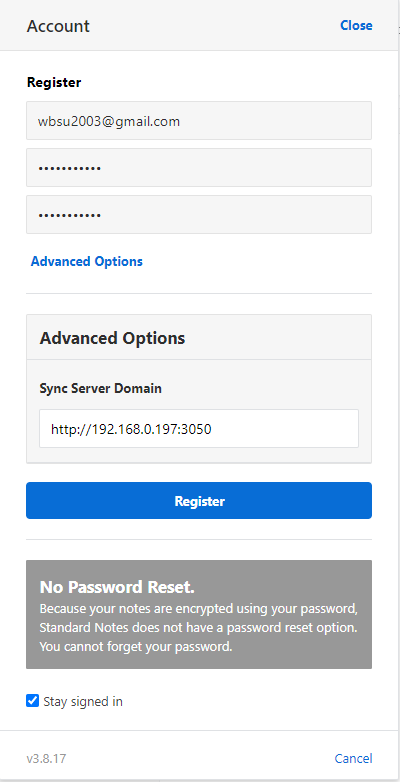 Account
Close
Register
wbsu2003@gmail.com
•••••••••••
•••••••••••
Advanced Options
Advanced Options
Sync Server Domain
http://192.168.0.197:3050
Register
No Password Reset.
Because your notes are encrypted using your password,
Standard Notes does not have a password reset option.
You cannot forget your password.
Stay signed in
v3.8.17
Cancel